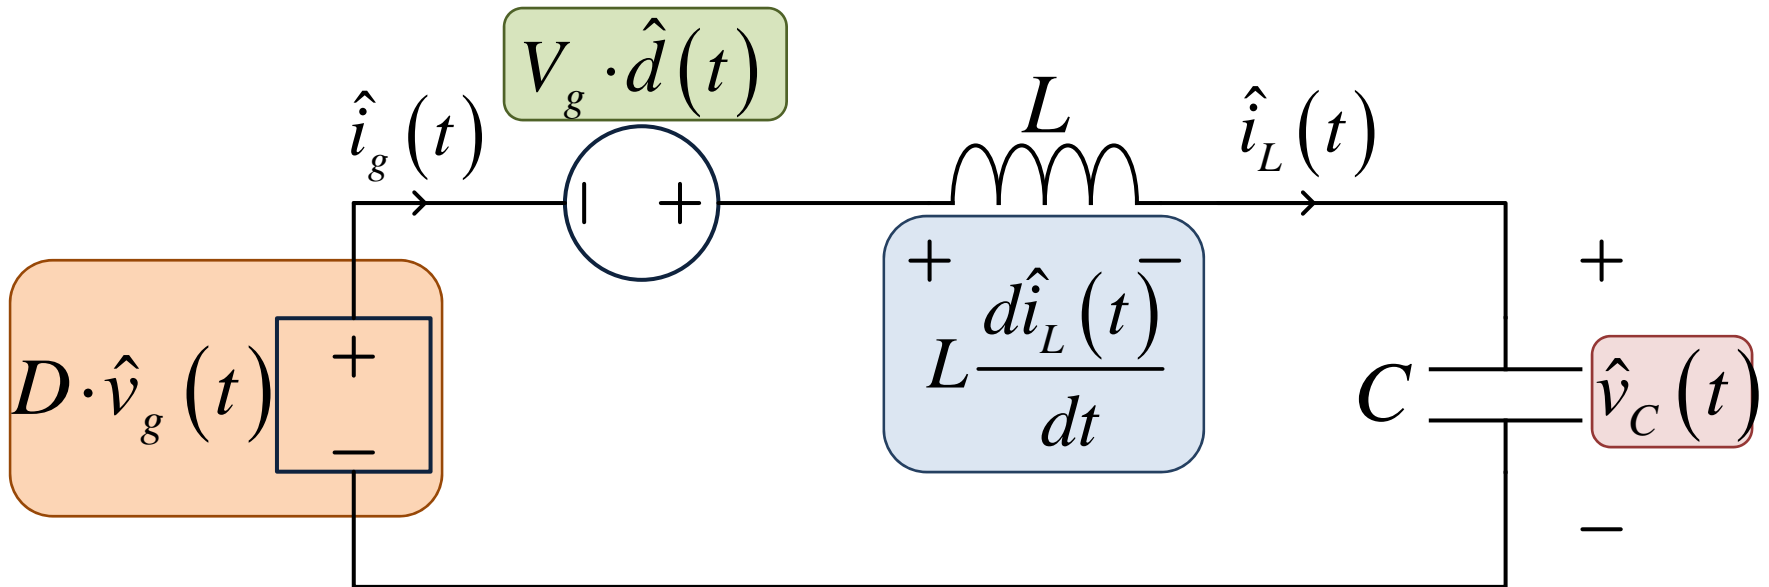 V_g · d̂(t)
î_g(t)
L
î_L(t)
− +
+ −
L dî_L(t)/dt
+
D · v̂_g(t)
+
−
C
v̂_C(t)
−